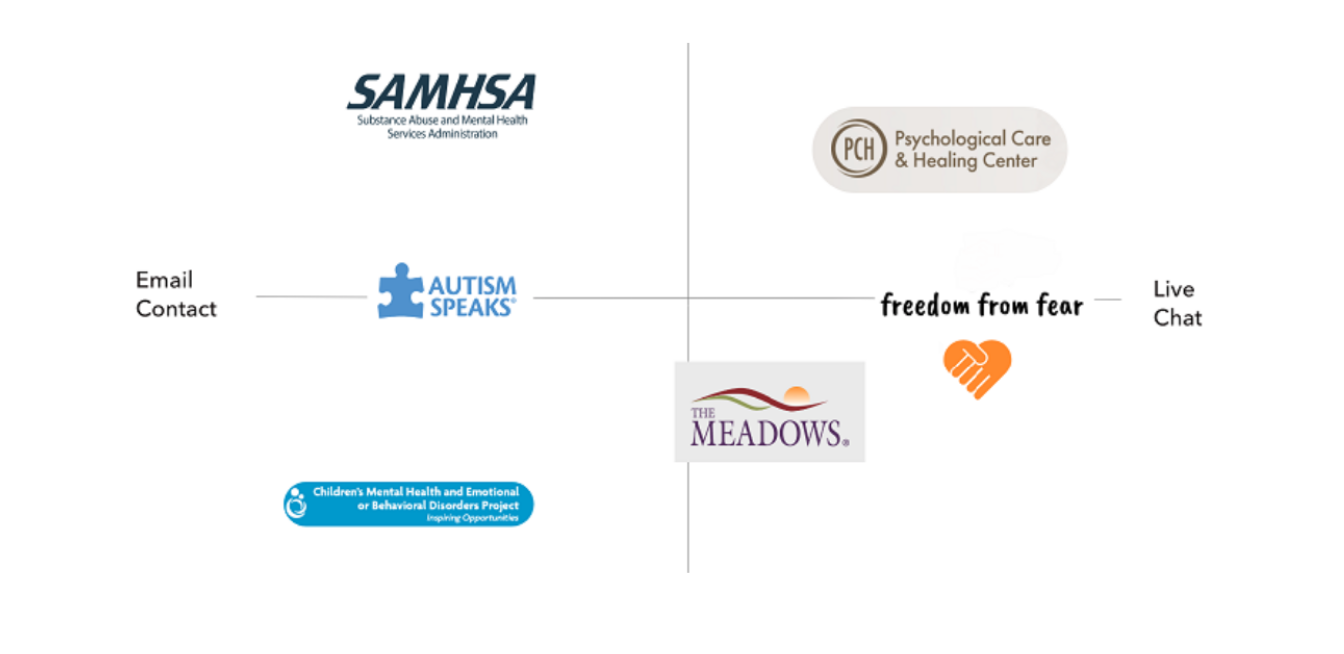 SAMHSA
Substance Abuse and Mental Health
Services Administration
PCH
Psychological Care
& Healing Center
Email
Contact
AUTISM
SPEAKS®
freedom from fear
Live
Chat
THE
MEADOWS®
Children's Mental Health and Emotional
or Behavioral Disorders Project
Inspiring Opportunities